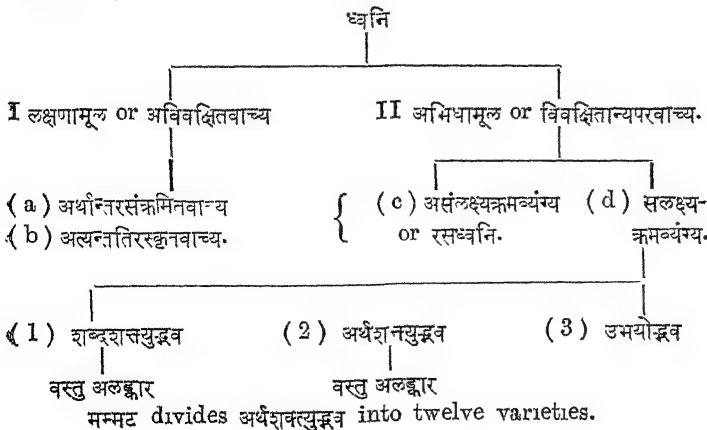 ध्वनि
I लक्षणामूल or अविवक्षितवाच्य II अभिधामूल or विवक्षितान्यपरवाच्य.
(a) अर्थान्तरसंक्रमितवाच्य { (c) असंलक्ष्यक्रमव्यंग्य (d) सलक्ष्य-
(b) अत्यन्ततिरस्कृतवाच्य. or रसध्वनि. क्रमव्यंग्य.
(1) शब्दशक्त्युद्भव (2) अर्थशक्त्युद्भव (3) उभयोद्भव
वस्तु अलङ्कार वस्तु अलङ्कार
मम्मट divides अर्थशक्त्युद्भव into twelve varieties.